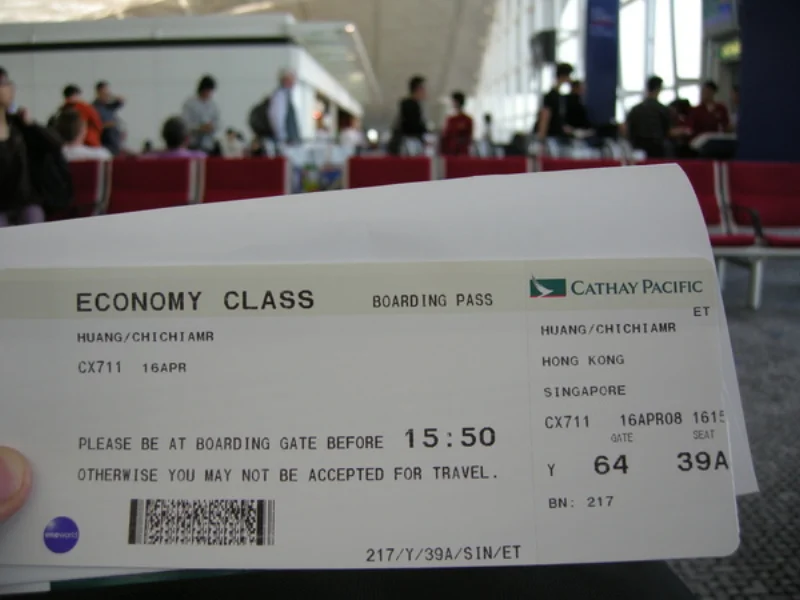 ECONOMY CLASS BOARDING PASS
HUANG/CHICHIAMR
CX711 16APR
PLEASE BE AT BOARDING GATE BEFORE 15:50
OTHERWISE YOU MAY NOT BE ACCEPTED FOR TRAVEL.
oneworld
217/Y/39A/SIN/ET
CATHAY PACIFIC
ET
HUANG/CHICHIAMR
HONG KONG
SINGAPORE
CX711 16APR08 1615
GATE SEAT
Y 64 39A
BN: 217